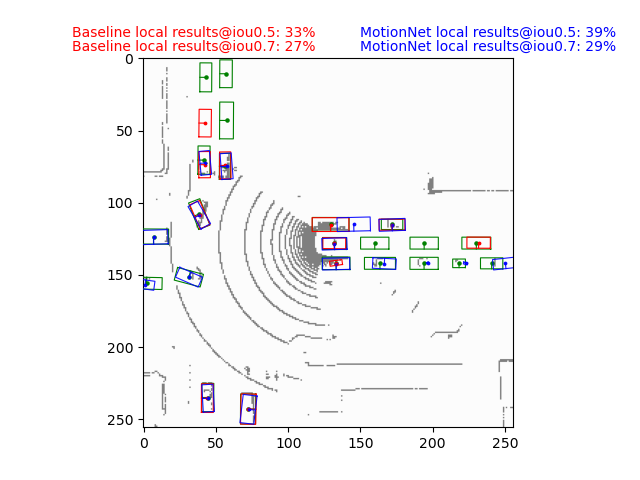 Baseline local results@iou0.5: 33% MotionNet local results@iou0.5: 39%
Baseline local results@iou0.7: 27% MotionNet local results@iou0.7: 29%
0
50
100
150
200
250
0 50 100 150 200 250